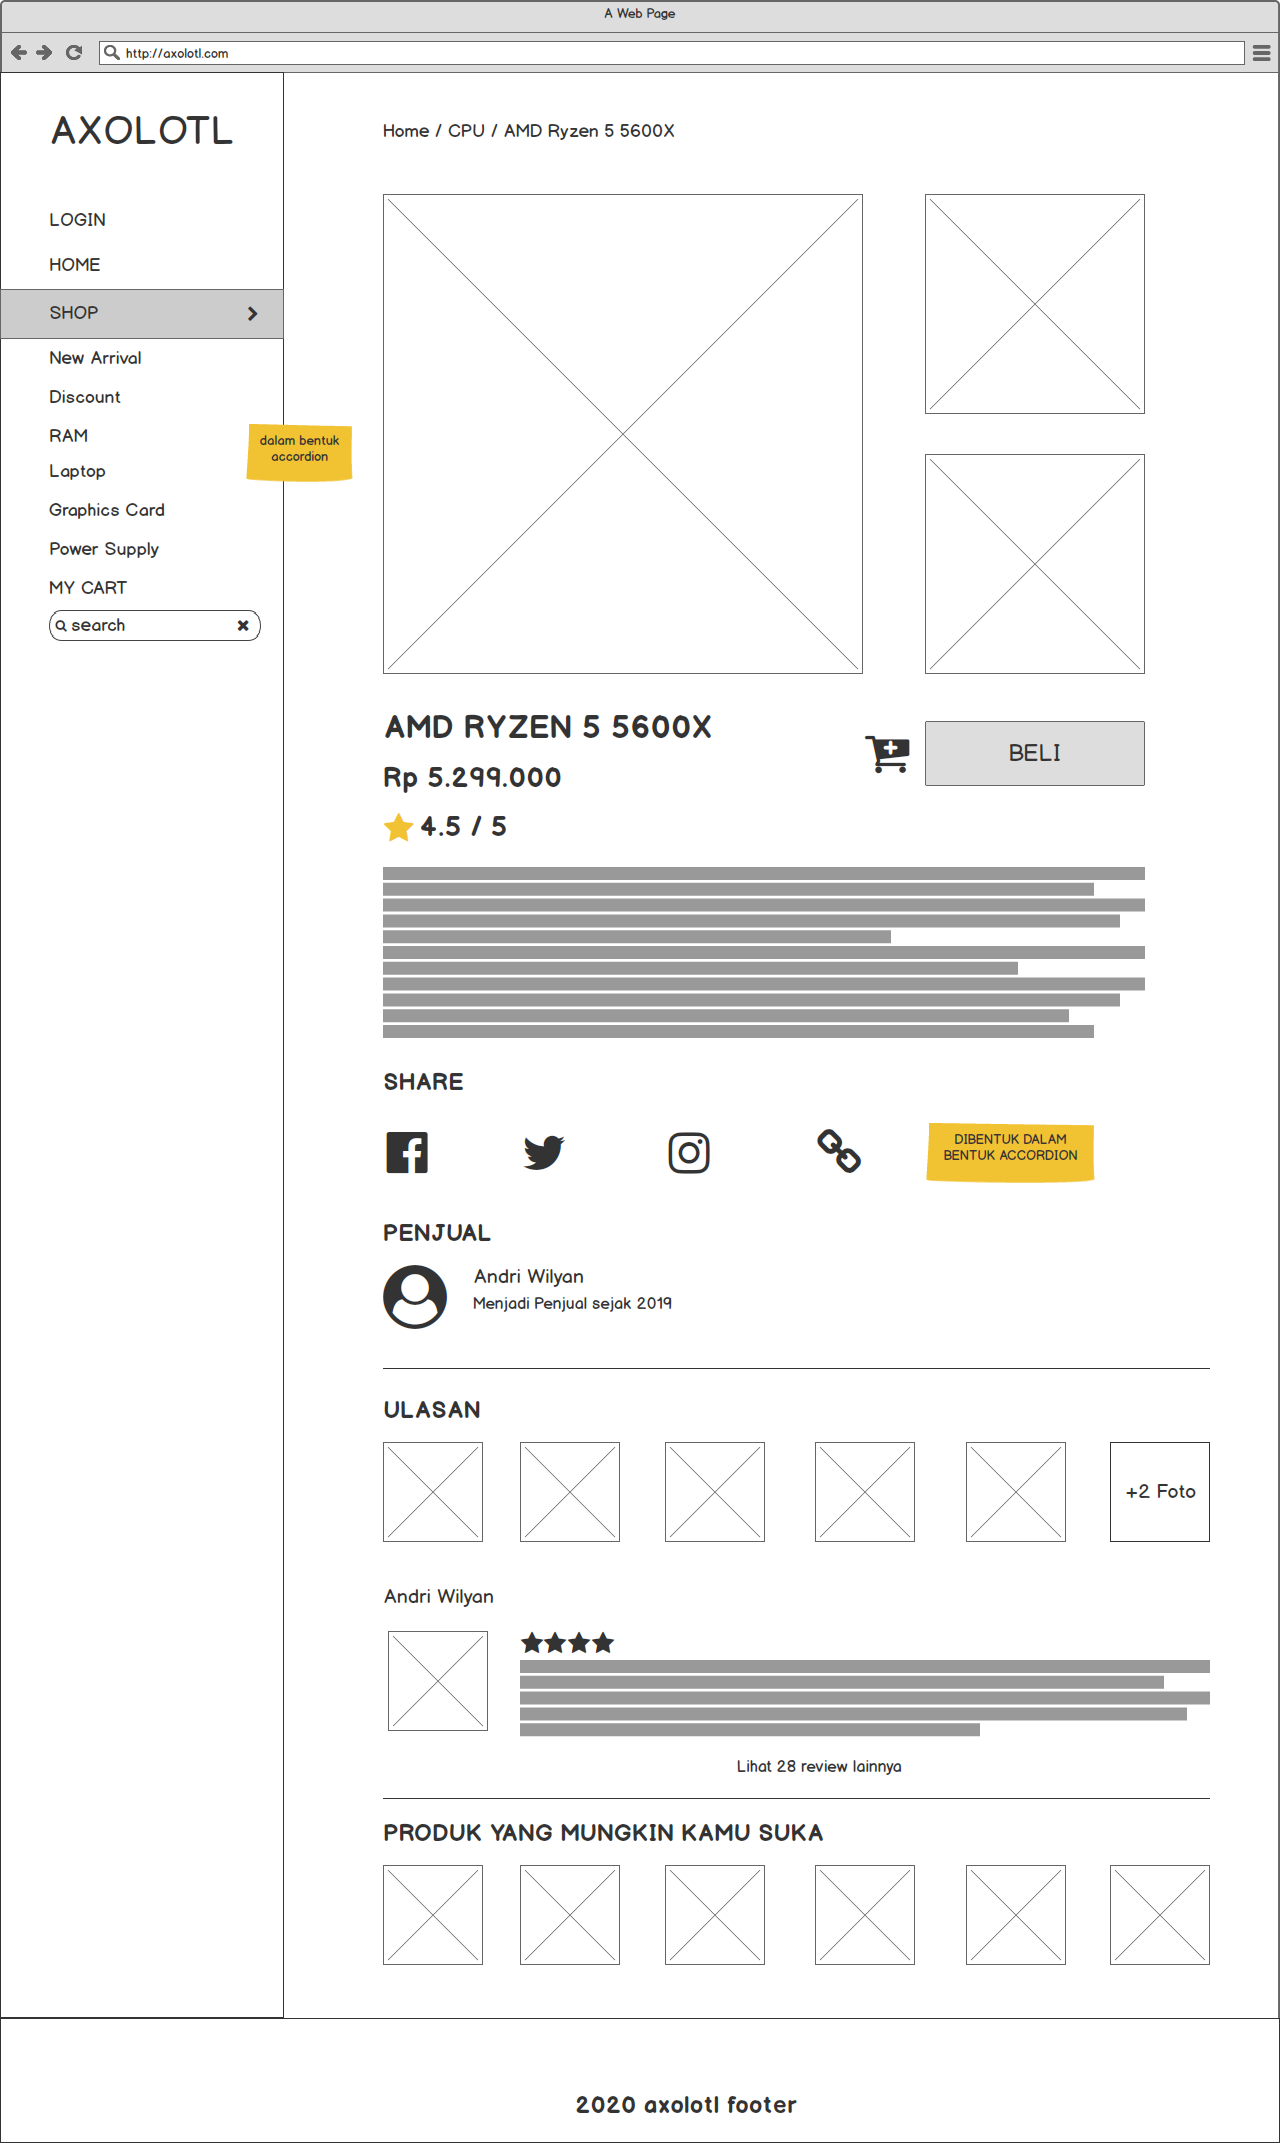 A Web Page
http://axolotl.com
AXOLOTL
LOGIN
HOME
SHOP
New Arrival
Discount
RAM
Laptop
Graphics Card
Power Supply
MY CART
search
dalam bentuk
accordion
Home / CPU / AMD Ryzen 5 5600X
AMD RYZEN 5 5600X
Rp 5.299.000
4.5 / 5
BELI
SHARE
DIBENTUK DALAM
BENTUK ACCORDION
PENJUAL
Andri Wilyan
Menjadi Penjual sejak 2019
ULASAN
+2 Foto
Andri Wilyan
Lihat 28 review lainnya
PRODUK YANG MUNGKIN KAMU SUKA
2020 axolotl footer